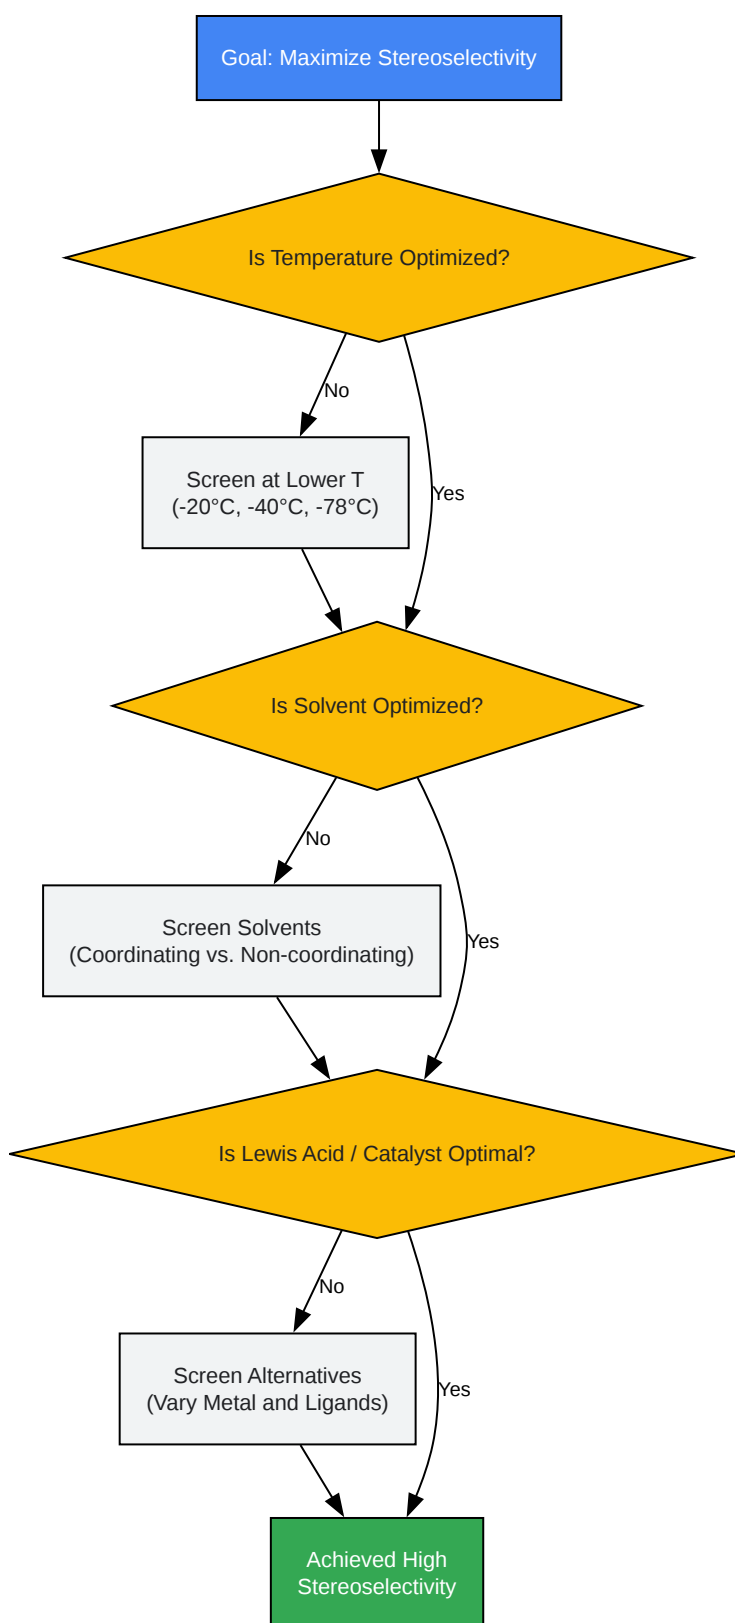 Goal: Maximize Stereoselectivity
Is Temperature Optimized?
No
Screen at Lower T
(-20°C, -40°C, -78°C)
Yes
Is Solvent Optimized?
No
Screen Solvents
(Coordinating vs. Non-coordinating)
Yes
Is Lewis Acid / Catalyst Optimal?
No
Screen Alternatives
(Vary Metal and Ligands)
Yes
Achieved High
Stereoselectivity